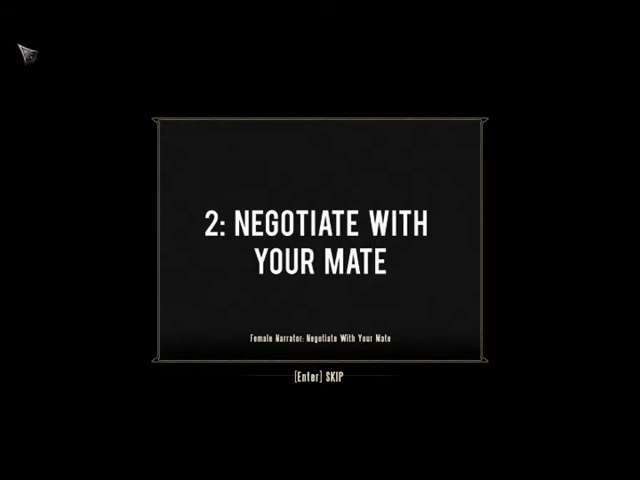 2: NEGOTIATE WITH
YOUR MATE
Female Narrator: Negotiate With Your Mate
[Enter] SKIP